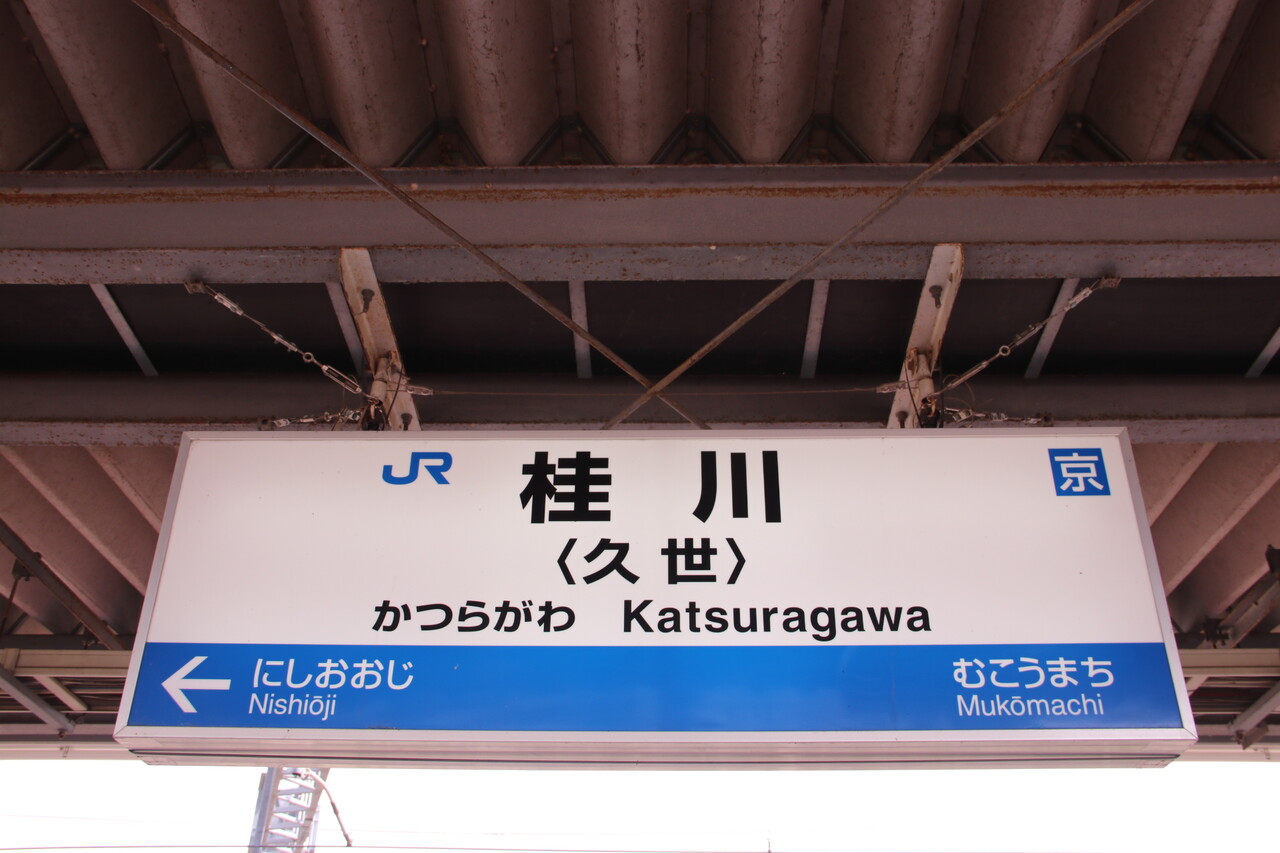 JR 桂川 京
〈久世〉
かつらがわ Katsuragawa
にしおおじ むこうまち
Nishiōji Mukōmachi